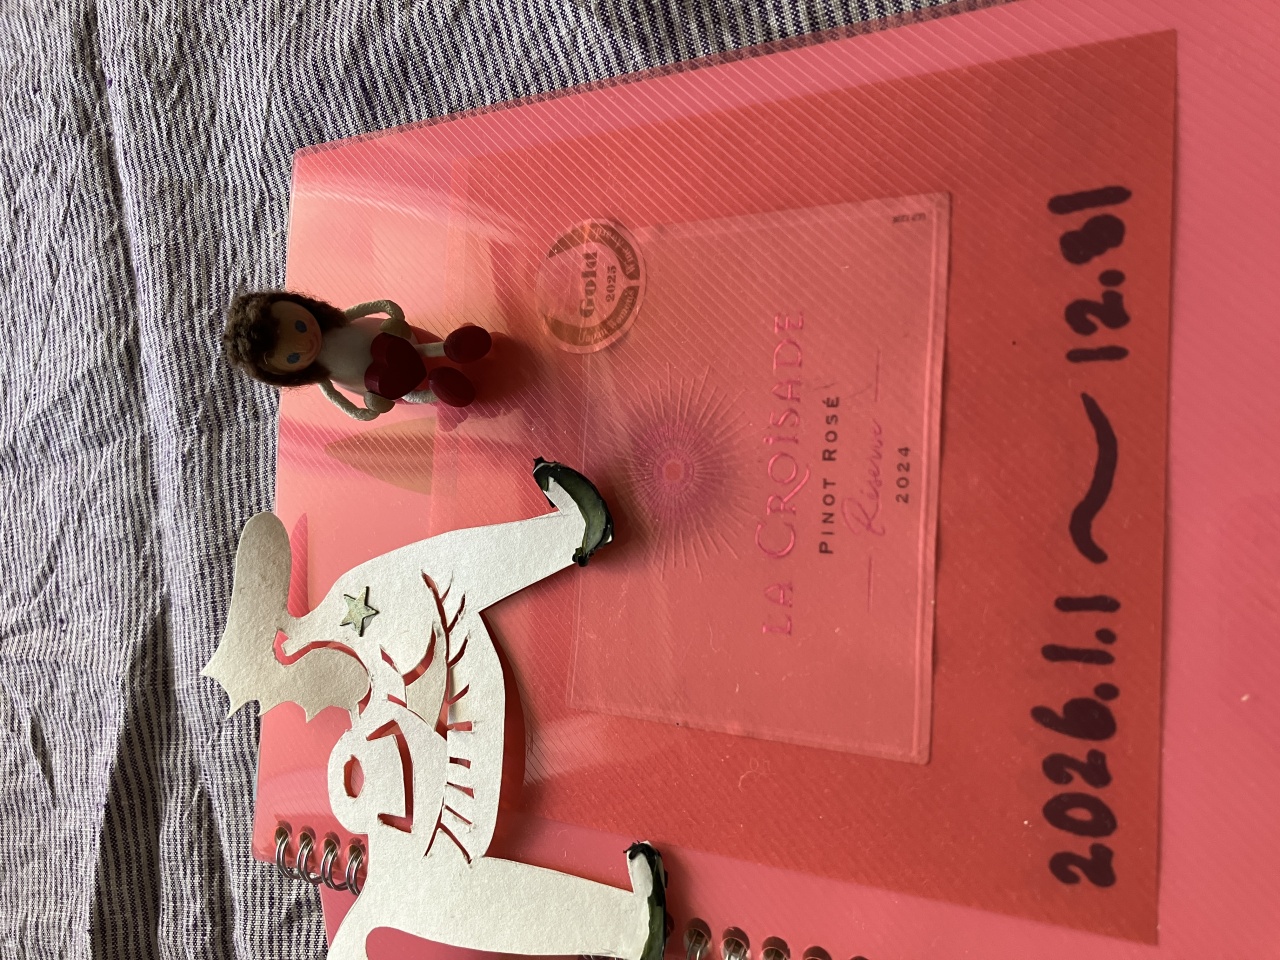 Gold
2025
LA CROISADE
PINOT ROSÉ
Réserve
2024
2026.1.1~12.31